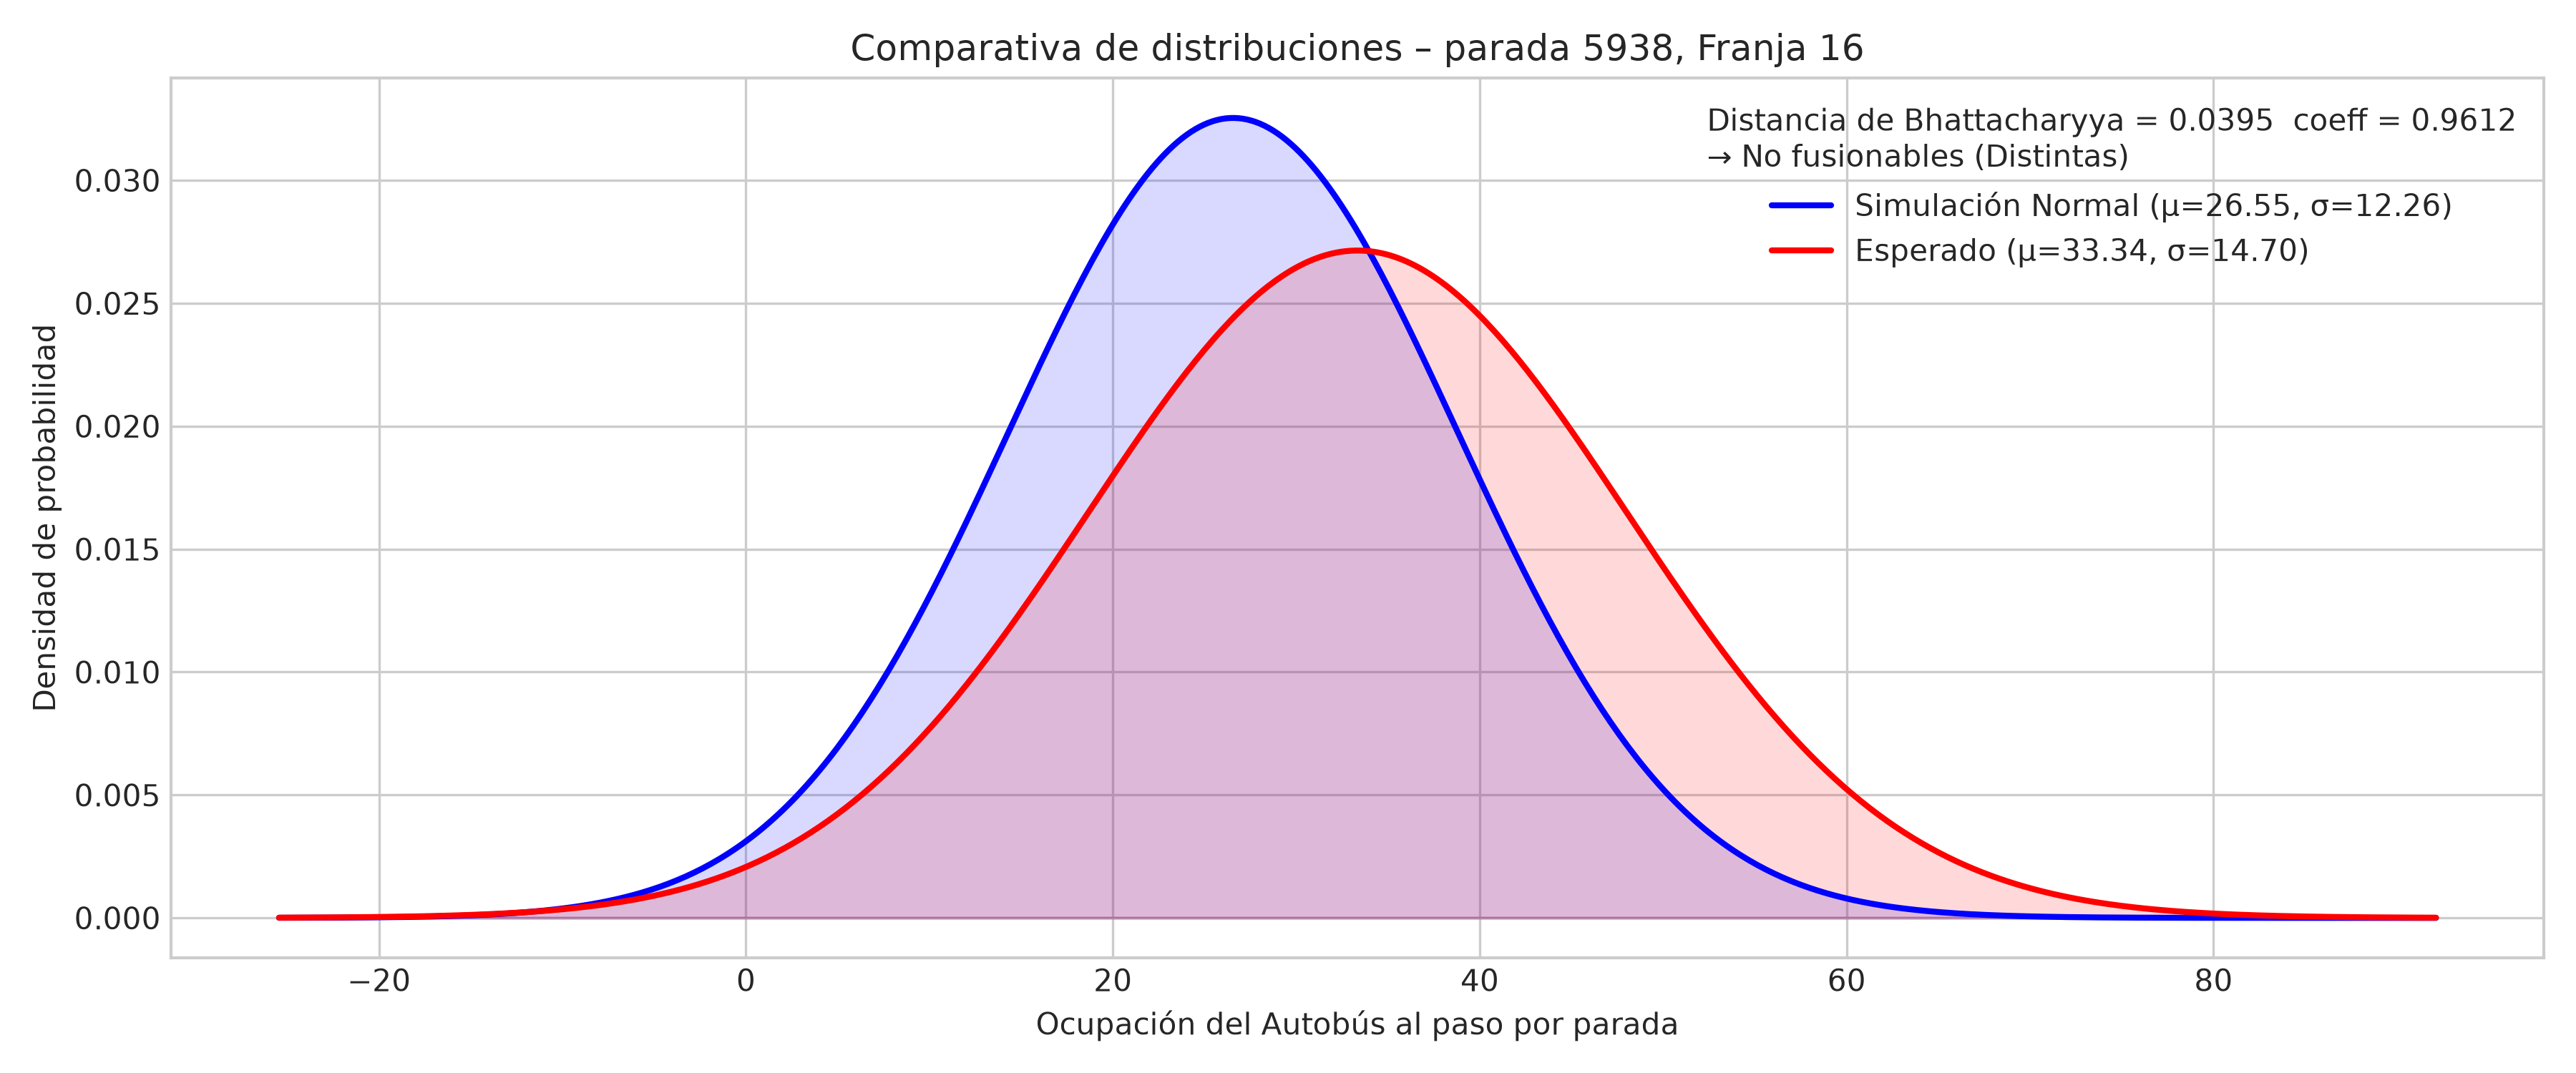 Comparativa de distribuciones – parada 5938, Franja 16
Distancia de Bhattacharyya = 0.0395  coeff = 0.9612
→ No fusionables (Distintas)
Simulación Normal (μ=26.55, σ=12.26)
Esperado (μ=33.34, σ=14.70)
Densidad de probabilidad
0.030
0.025
0.020
0.015
0.010
0.005
0.000
−20 0 20 40 60 80
Ocupación del Autobús al paso por parada